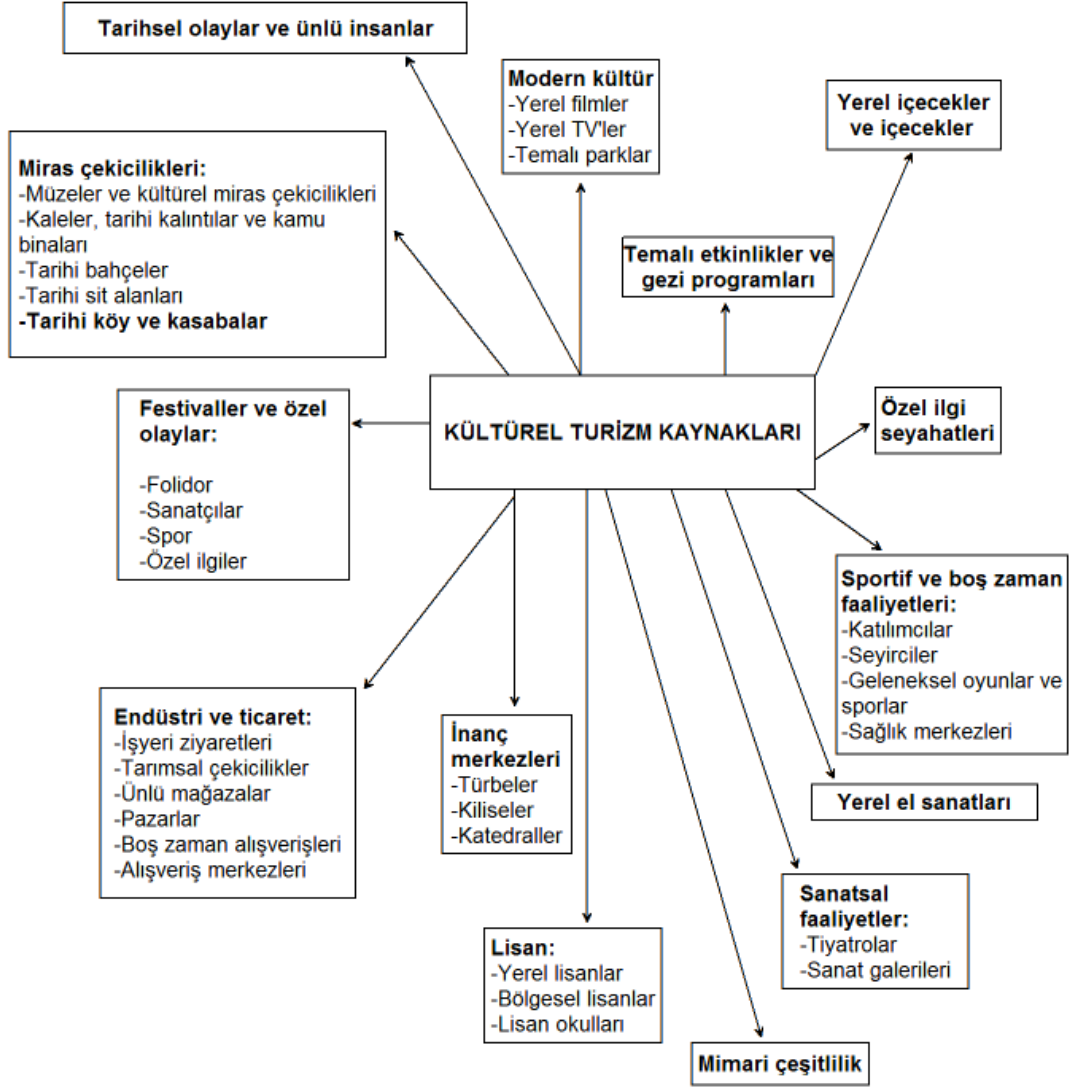 Tarihsel olaylar ve ünlü insanlar
Modern kültür
-Yerel filmler
-Yerel TV'ler
-Temalı parklar
Yerel içecekler
ve içecekler
Miras çekicilikleri:
-Müzeler ve kültürel miras çekicilikleri
-Kaleler, tarihi kalıntılar ve kamu
binaları
-Tarihi bahçeler
-Tarihi sit alanları
-Tarihi köy ve kasabalar
Temalı etkinlikler ve
gezi programları
KÜLTÜREL TURİZM KAYNAKLARI
Festivaller ve özel
olaylar:
-Folidor
-Sanatçılar
-Spor
-Özel ilgiler
Özel ilgi
seyahatleri
Sportif ve boş zaman
faaliyetleri:
-Katılımcılar
-Seyirciler
-Geleneksel oyunlar ve
sporlar
-Sağlık merkezleri
Endüstri ve ticaret:
-İşyeri ziyaretleri
-Tarımsal çekicilikler
-Ünlü mağazalar
-Pazarlar
-Boş zaman alışverişleri
-Alışveriş merkezleri
İnanç
merkezleri
-Türbeler
-Kiliseler
-Katedraller
Yerel el sanatları
Sanatsal
faaliyetler:
-Tiyatrolar
-Sanat galerileri
Lisan:
-Yerel lisanlar
-Bölgesel lisanlar
-Lisan okulları
Mimari çeşitlilik